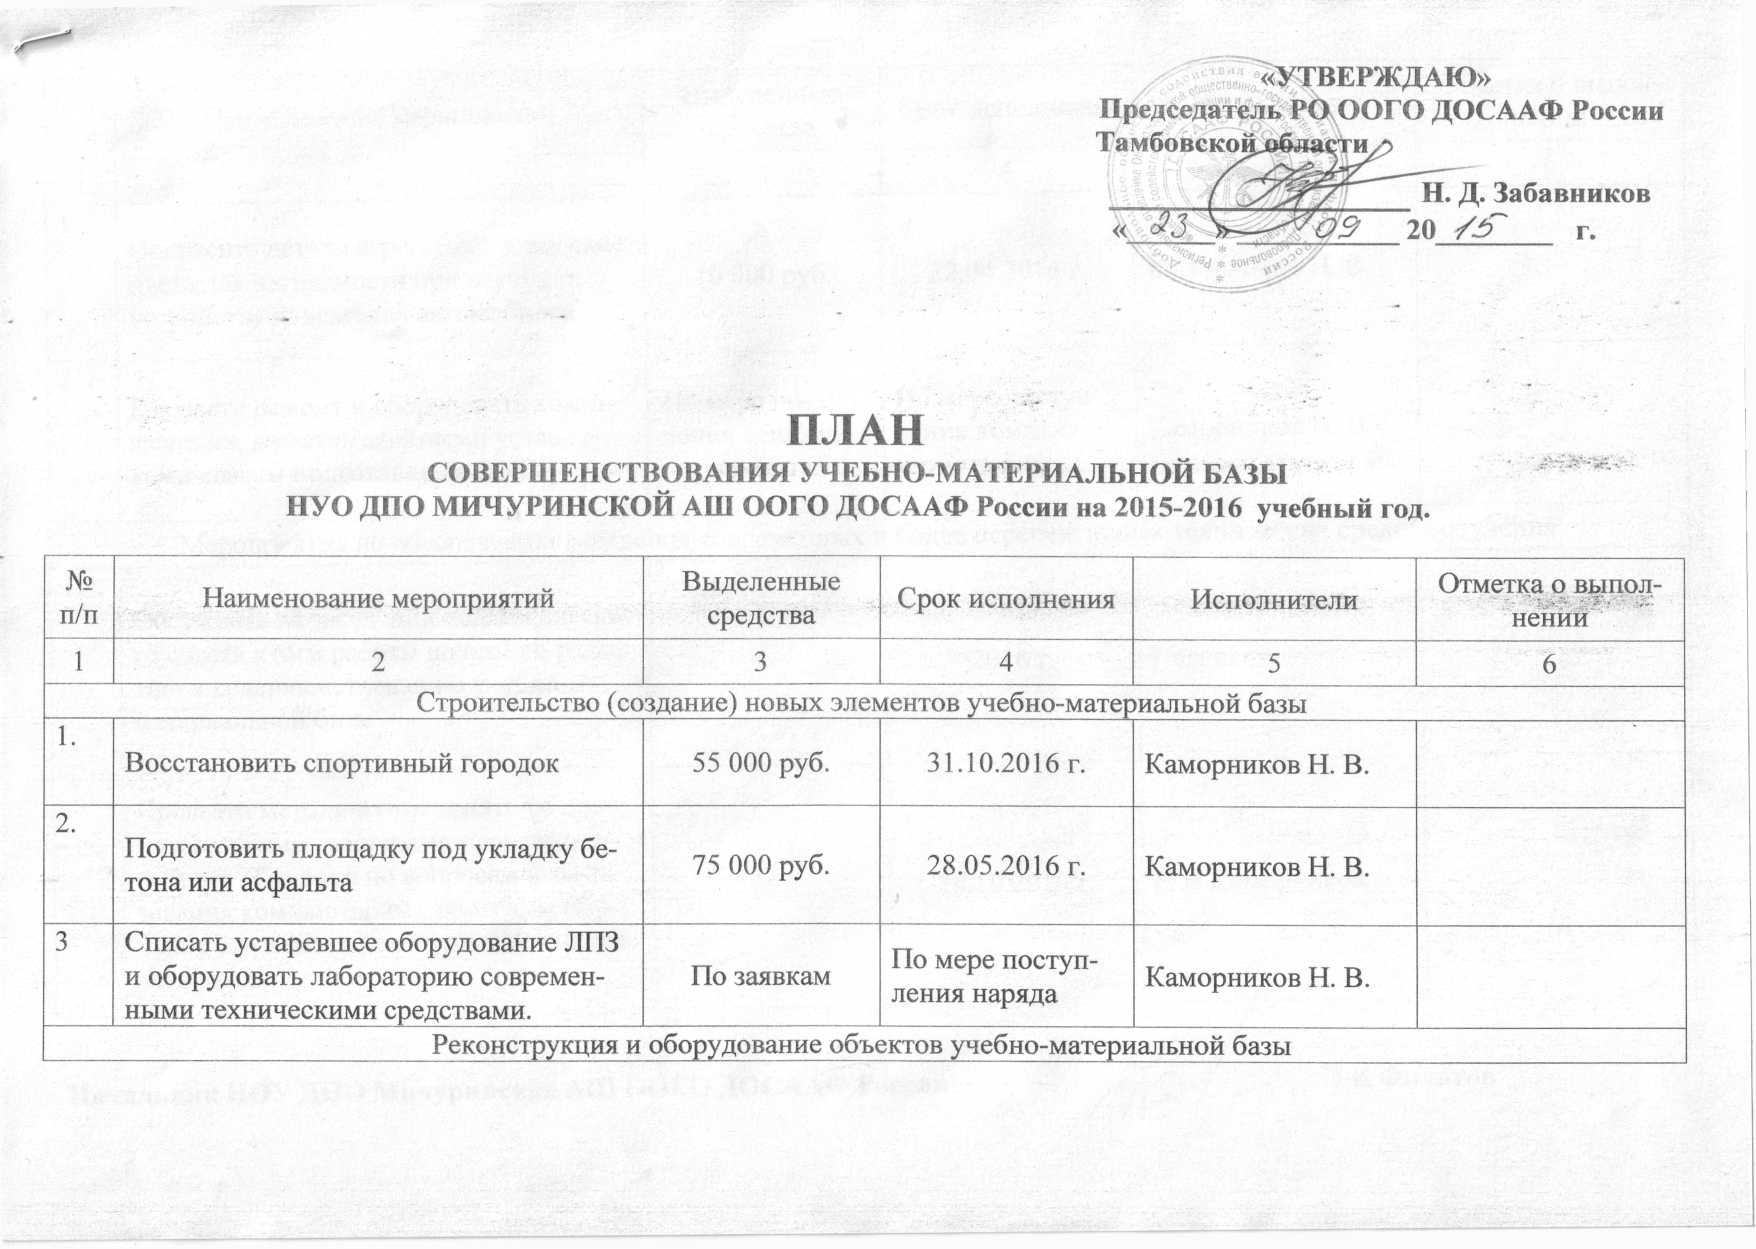 «УТВЕРЖДАЮ»
Председатель РО ООГО ДОСААФ России
Тамбовской области
Н. Д. Забавников
« 23 » 09 20 15 г.
ПЛАН
СОВЕРШЕНСТВОВАНИЯ УЧЕБНО-МАТЕРИАЛЬНОЙ БАЗЫ
НУО ДПО МИЧУРИНСКОЙ АШ ООГО ДОСААФ России на 2015-2016 учебный год.
№ п/п
Наименование мероприятий
Выделенные
средства
Срок исполнения
Исполнители
Отметка о выпол-
нении
1 2 3 4 5 6
Строительство (создание) новых элементов учебно-материальной базы
1.
Восстановить спортивный городок
55 000 руб.
31.10.2016 г.
Каморников Н. В.
2.
Подготовить площадку под укладку бе-
тона или асфальта
75 000 руб.
28.05.2016 г.
Каморников Н. В.
3
Списать устаревшее оборудование ЛПЗ
и оборудовать лабораторию современ-
ными техническими средствами.
По заявкам
По мере поступ-
ления наряда
Каморников Н. В.
Реконструкция и оборудование объектов учебно-материальной базы